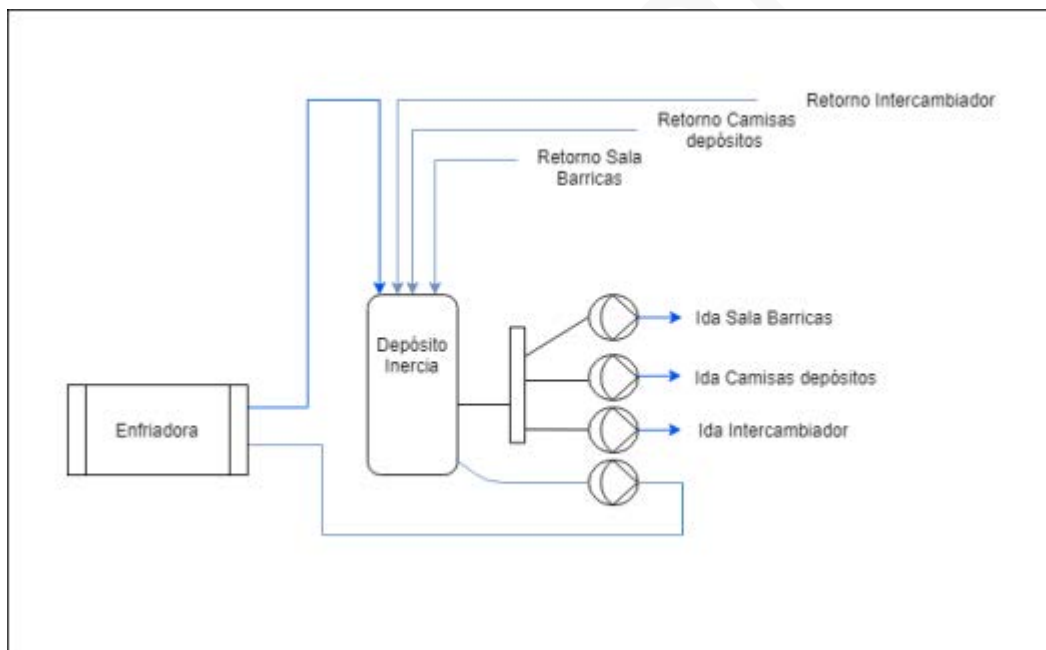 Retorno Intercambiador
Retorno Camisas
depósitos
Retorno Sala
Barricas
Depósito
Inercia
Ida Sala Barricas
Ida Camisas depósitos
Ida Intercambiador
Enfriadora